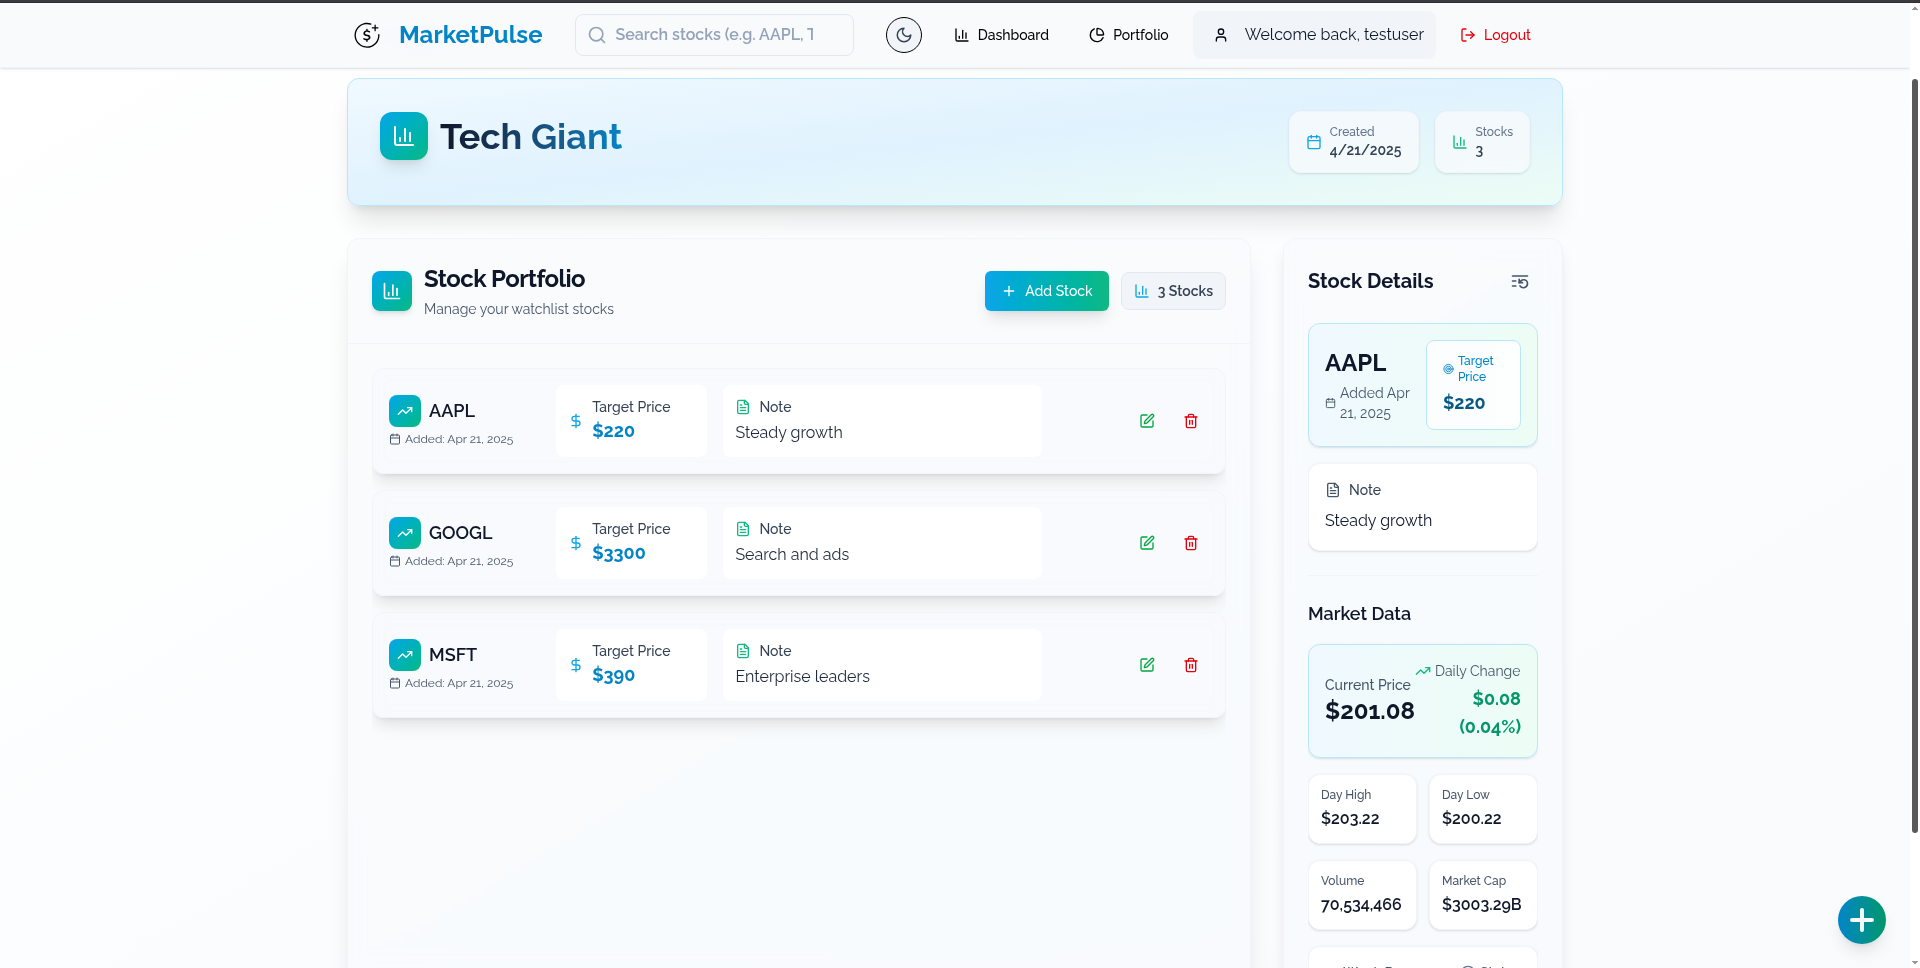 MarketPulse
Search stocks (e.g. AAPL, T
Dashboard
Portfolio
Welcome back, testuser
Logout
Tech Giant
Created
4/21/2025
Stocks
3
Stock Portfolio
Manage your watchlist stocks
Add Stock
3 Stocks
AAPL
Added: Apr 21, 2025
Target Price
$220
Note
Steady growth
GOOGL
Added: Apr 21, 2025
Target Price
$3300
Note
Search and ads
MSFT
Added: Apr 21, 2025
Target Price
$390
Note
Enterprise leaders
Stock Details
AAPL
Added Apr
21, 2025
Target
Price
$220
Note
Steady growth
Market Data
Current Price
$201.08
Daily Change
$0.08
(0.04%)
Day High
$203.22
Day Low
$200.22
Volume
70,534,466
Market Cap
$3003.29B